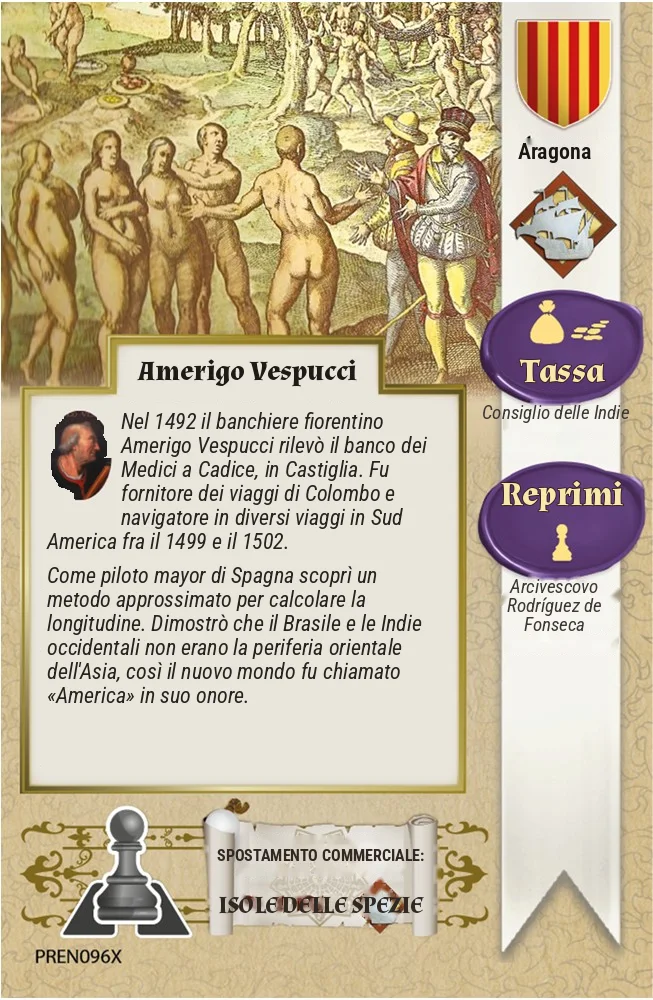 Aragona
Tassa
Consiglio delle Indie
Reprimi
Arcivescovo
Rodríguez de
Fonseca
Amerigo Vespucci
Nel 1492 il banchiere fiorentino
Amerigo Vespucci rilevò il banco dei
Medici a Cadice, in Castiglia. Fu
fornitore dei viaggi di Colombo e
navigatore in diversi viaggi in Sud
America fra il 1499 e il 1502.
Come piloto mayor di Spagna scoprì un
metodo approssimato per calcolare la
longitudine. Dimostrò che il Brasile e le Indie
occidentali non erano la periferia orientale
dell'Asia, così il nuovo mondo fu chiamato
«America» in suo onore.
SPOSTAMENTO COMMERCIALE:
ISOLE DELLE SPEZIE
PREN096X